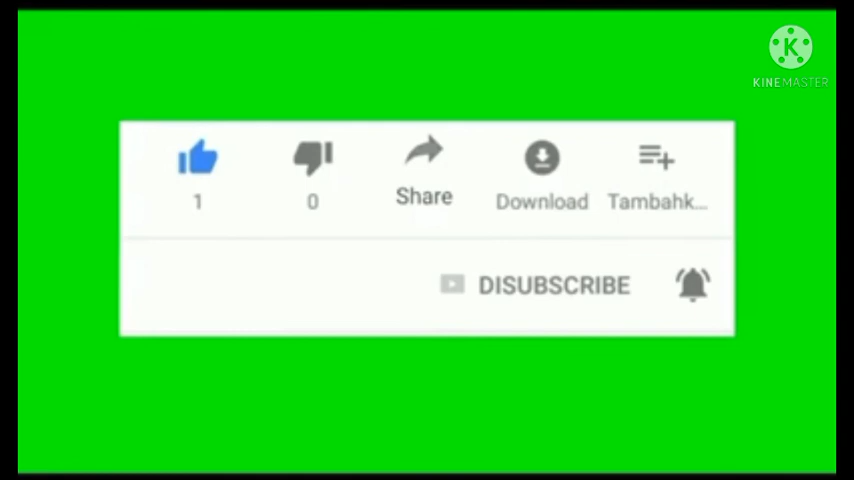 K
KINEMASTER
1 0 Share Download Tambahk...
DISUBSCRIBE